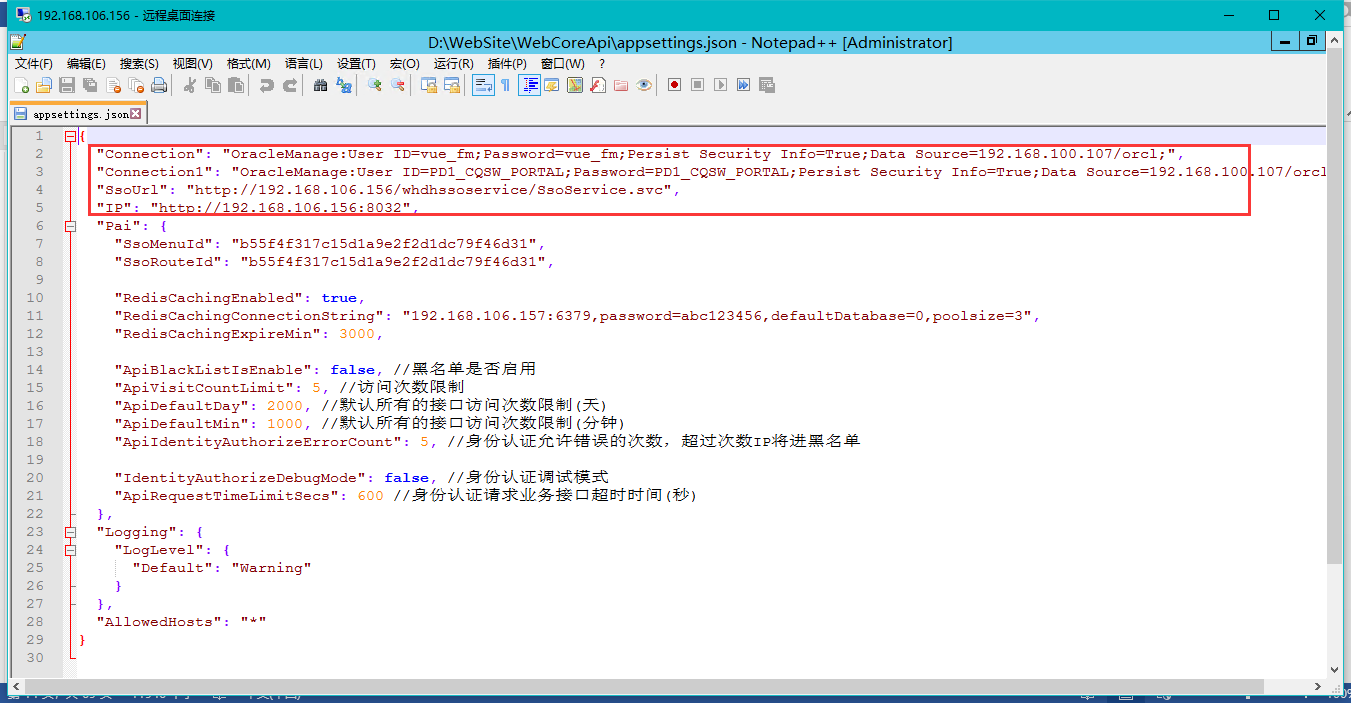 192.168.106.156 - 远程桌面连接
D:\WebSite\WebCoreApi\appsettings.json - Notepad++ [Administrator]
文件(F) 编辑(E) 搜索(S) 视图(V) 格式(M) 语言(L) 设置(T) 宏(O) 运行(R) 插件(P) 窗口(W) ?
appsettings.json
1 {
2 "Connection": "OracleManage:User ID=vue_fm;Password=vue_fm;Persist Security Info=True;Data Source=192.168.100.107/orcl;",
3 "Connection1": "OracleManage:User ID=PD1_CQSW_PORTAL;Password=PD1_CQSW_PORTAL;Persist Security Info=True;Data Source=192.168.100.107/orcl
4 "SsoUrl": "http://192.168.106.156/whdhssoservice/SsoService.svc",
5 "IP": "http://192.168.106.156:8032",
6 "Pai": {
7 "SsoMenuId": "b55f4f317c15d1a9e2f2d1dc79f46d31",
8 "SsoRouteId": "b55f4f317c15d1a9e2f2d1dc79f46d31",
9
10 "RedisCachingEnabled": true,
11 "RedisCachingConnectionString": "192.168.106.157:6379,password=abc123456,defaultDatabase=0,poolsize=3",
12 "RedisCachingExpireMin": 3000,
13
14 "ApiBlackListIsEnable": false, //黑名单是否启用
15 "ApiVisitCountLimit": 5, //访问次数限制
16 "ApiDefaultDay": 2000, //默认所有的接口访问次数限制(天)
17 "ApiDefaultMin": 1000, //默认所有的接口访问次数限制(分钟)
18 "ApiIdentityAuthorizeErrorCount": 5, //身份认证允许错误的次数，超过次数IP将进黑名单
19
20 "IdentityAuthorizeDebugMode": false, //身份认证调试模式
21 "ApiRequestTimeLimitSecs": 600 //身份认证请求业务接口超时时间(秒)
22 },
23 "Logging": {
24 "LogLevel": {
25 "Default": "Warning"
26 }
27 },
28 "AllowedHosts": "*"
29 }
30